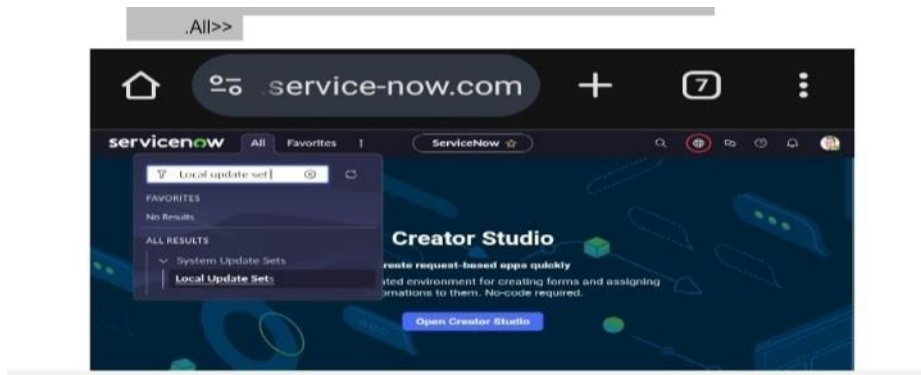 .All>>
.service-now.com
7
servicenow All Favorites ServiceNow
Local update set
FAVORITES
No Results
ALL RESULTS
System Update Sets
Local Update Sets
Creator Studio
reate request-based apps quickly
ated environment for creating forms and assigning
omations to them. No-code required.
Open Creator Studio